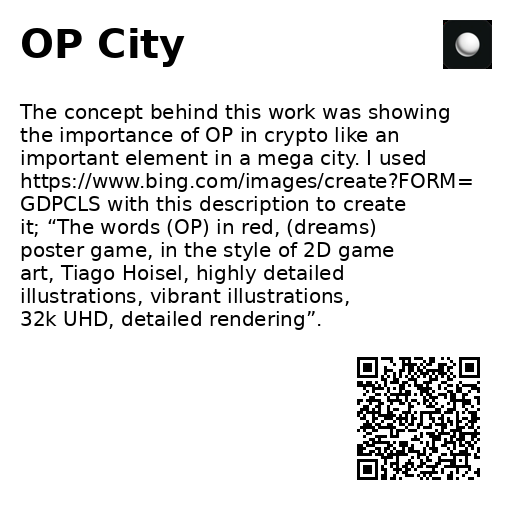 OP City
The concept behind this work was showing
the importance of OP in crypto like an
important element in a mega city. I used
https://www.bing.com/images/create?FORM=
GDPCLS with this description to create
it; “The words (OP) in red, (dreams)
poster game, in the style of 2D game
art, Tiago Hoisel, highly detailed
illustrations, vibrant illustrations,
32k UHD, detailed rendering”.